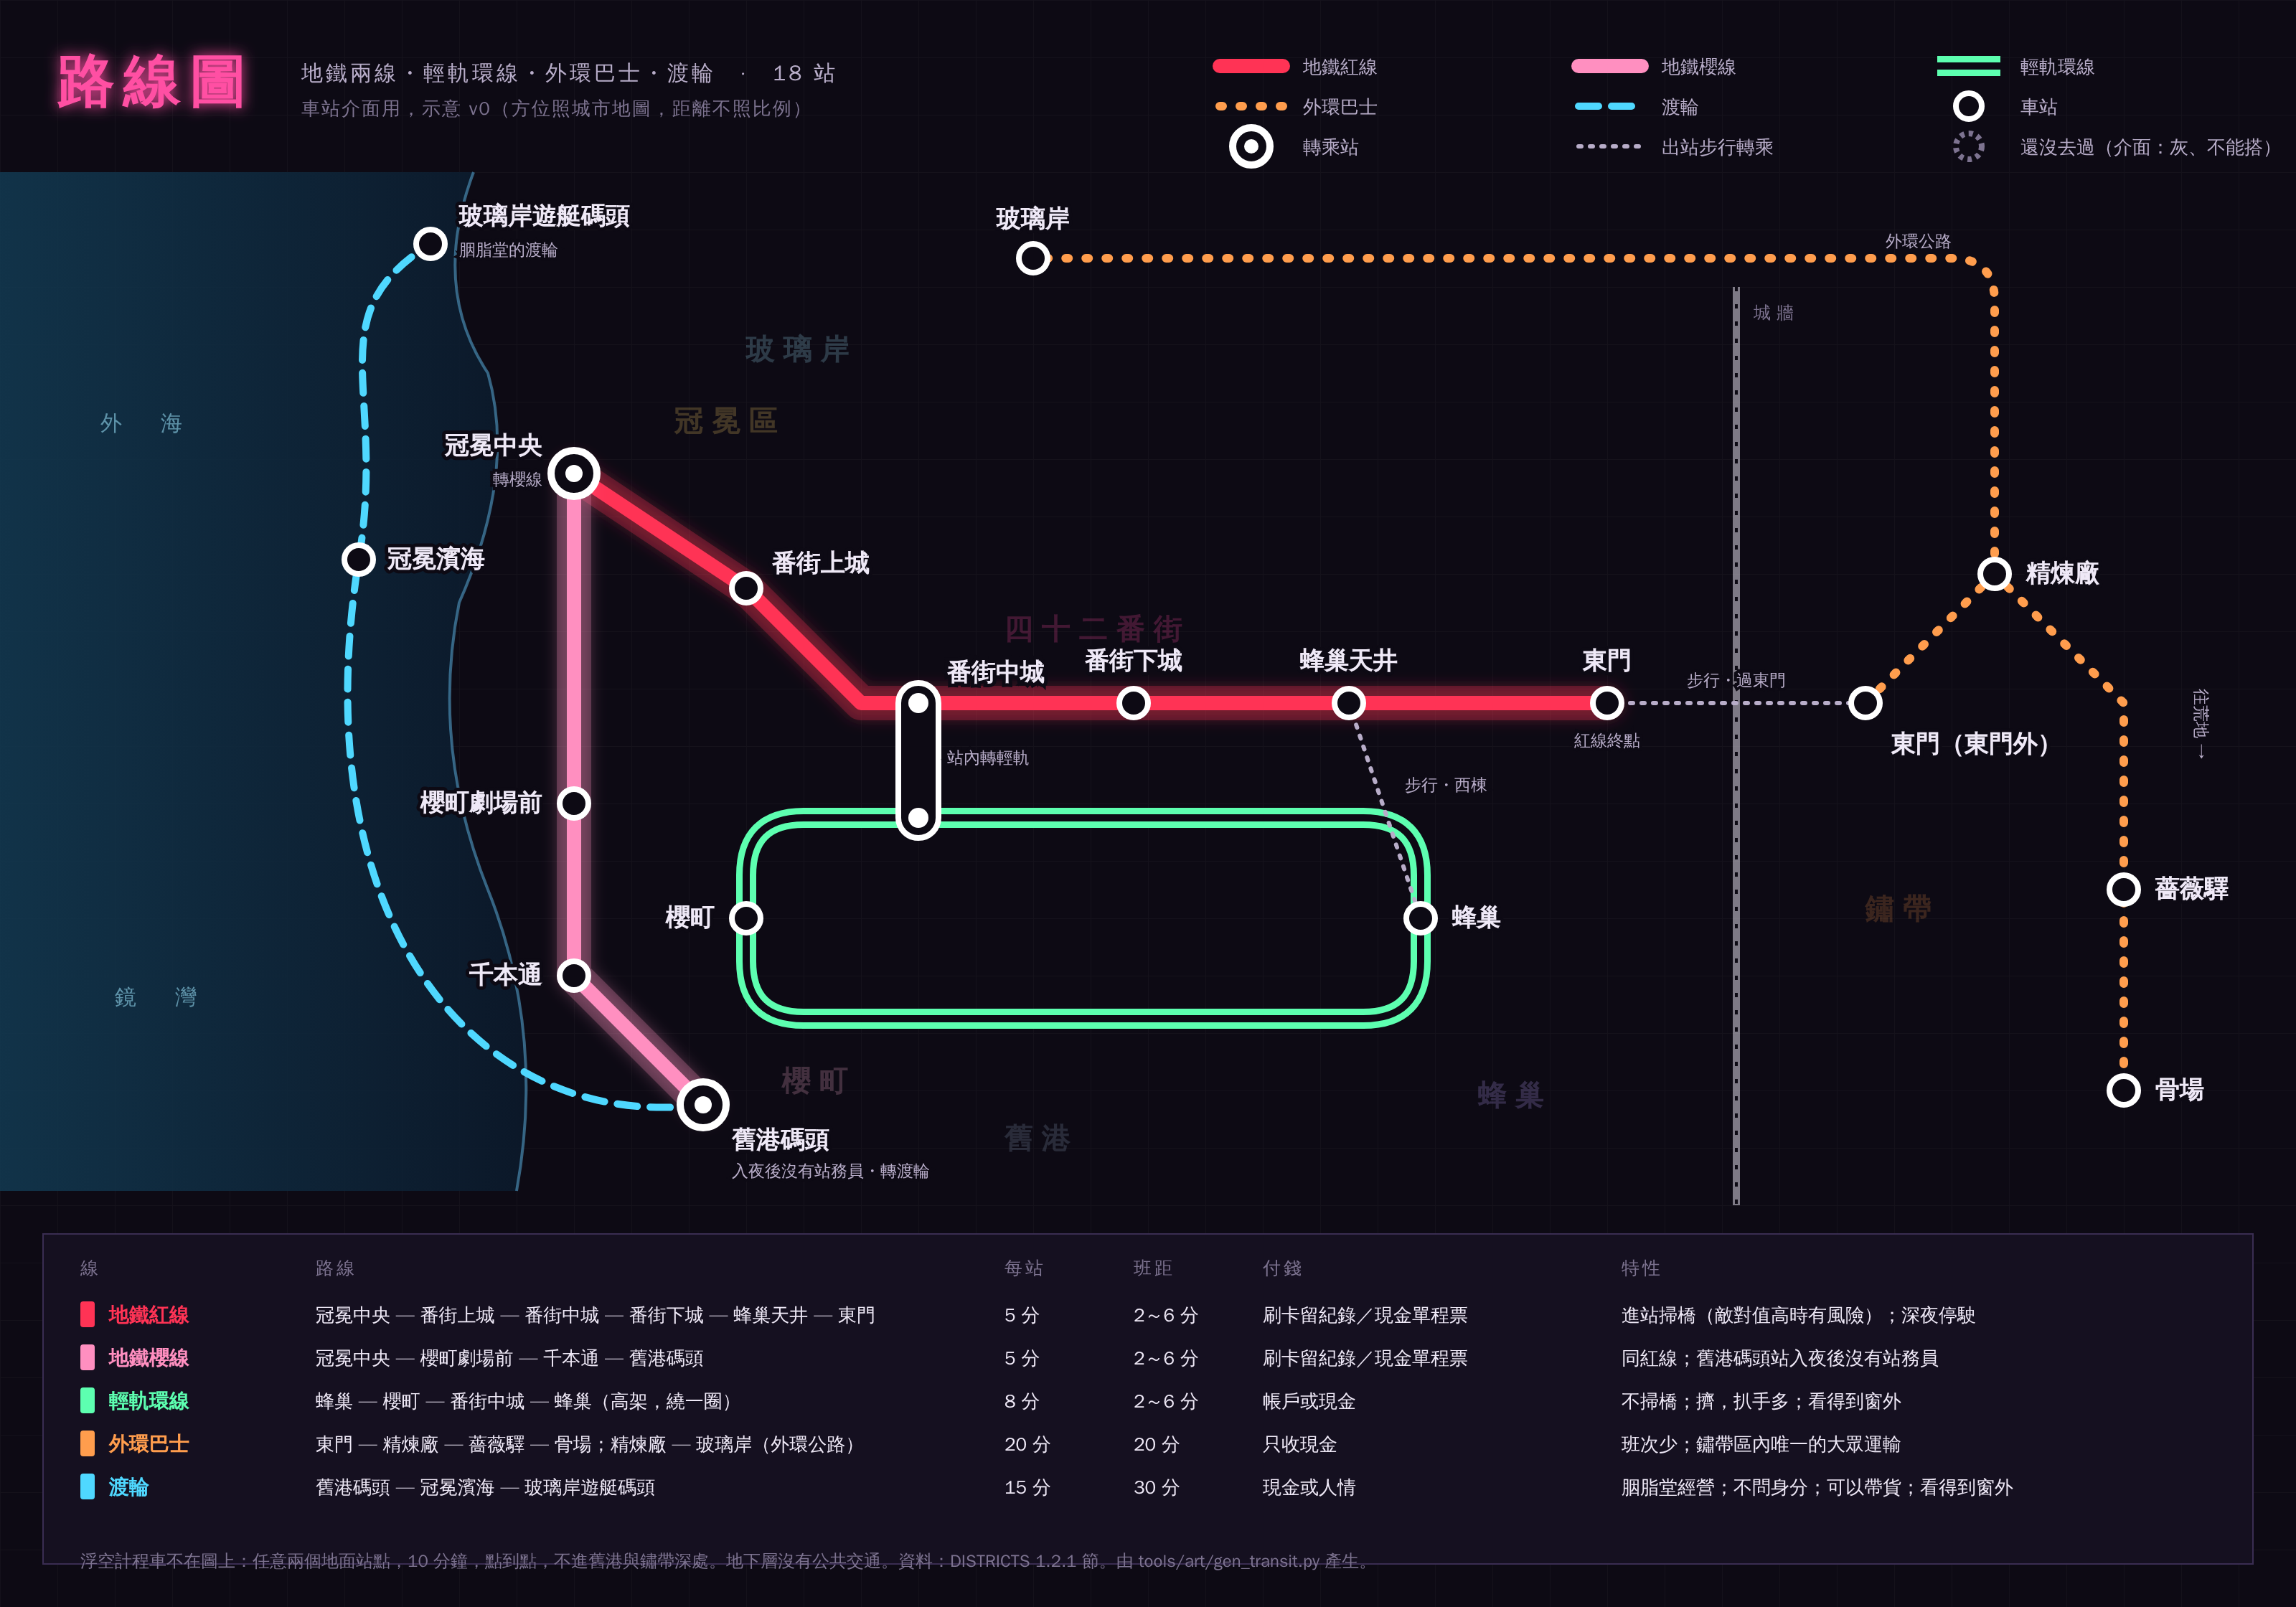 路線圖
地鐵兩線・輕軌環線・外環巴士・渡輪 · 18 站
車站介面用，示意 v0（方位照城市地圖，距離不照比例）
地鐵紅線
地鐵櫻線
輕軌環線
外環巴士
渡輪
車站
轉乘站
出站步行轉乘
還沒去過（介面：灰、不能搭）
玻璃岸遊艇碼頭
胭脂堂的渡輪
玻璃岸
外環公路
城牆
玻璃岸
冠冕區
外海
冠冕中央
轉櫻線
冠冕濱海
番街上城
精煉廠
四十二番街
番街中城
番街下城
蜂巢天井
東門
步行・過東門
紅線終點
東門（東門外）
往荒地 →
站內轉輕軌
步行・西棟
櫻町劇場前
櫻町
蜂巢
鏽帶
薔薇驛
千本通
鏡灣
櫻町
蜂巢
骨場
舊港碼頭
入夜後沒有站務員・轉渡輪
舊港
線 路線 每站 班距 付錢 特性
地鐵紅線 冠冕中央 — 番街上城 — 番街中城 — 番街下城 — 蜂巢天井 — 東門 5 分 2~6 分 刷卡留紀錄／現金單程票 進站掃橋（敵對值高時有風險）；深夜停駛
地鐵櫻線 冠冕中央 — 櫻町劇場前 — 千本通 — 舊港碼頭 5 分 2~6 分 刷卡留紀錄／現金單程票 同紅線；舊港碼頭站入夜後沒有站務員
輕軌環線 蜂巢 — 櫻町 — 番街中城 — 蜂巢（高架，繞一圈） 8 分 2~6 分 帳戶或現金 不掃橋；擠，扒手多；看得到窗外
外環巴士 東門 — 精煉廠 — 薔薇驛 — 骨場；精煉廠 — 玻璃岸（外環公路） 20 分 20 分 只收現金 班次少；鏽帶區內唯一的大眾運輸
渡輪 舊港碼頭 — 冠冕濱海 — 玻璃岸遊艇碼頭 15 分 30 分 現金或人情 胭脂堂經營；不問身分；可以帶貨；看得到窗外
浮空計程車不在圖上：任意兩個地面站點，10 分鐘，點到點，不進舊港與鏽帶深處。地下層沒有公共交通。資料：DISTRICTS 1.2.1 節。由 tools/art/gen_transit.py 產生。